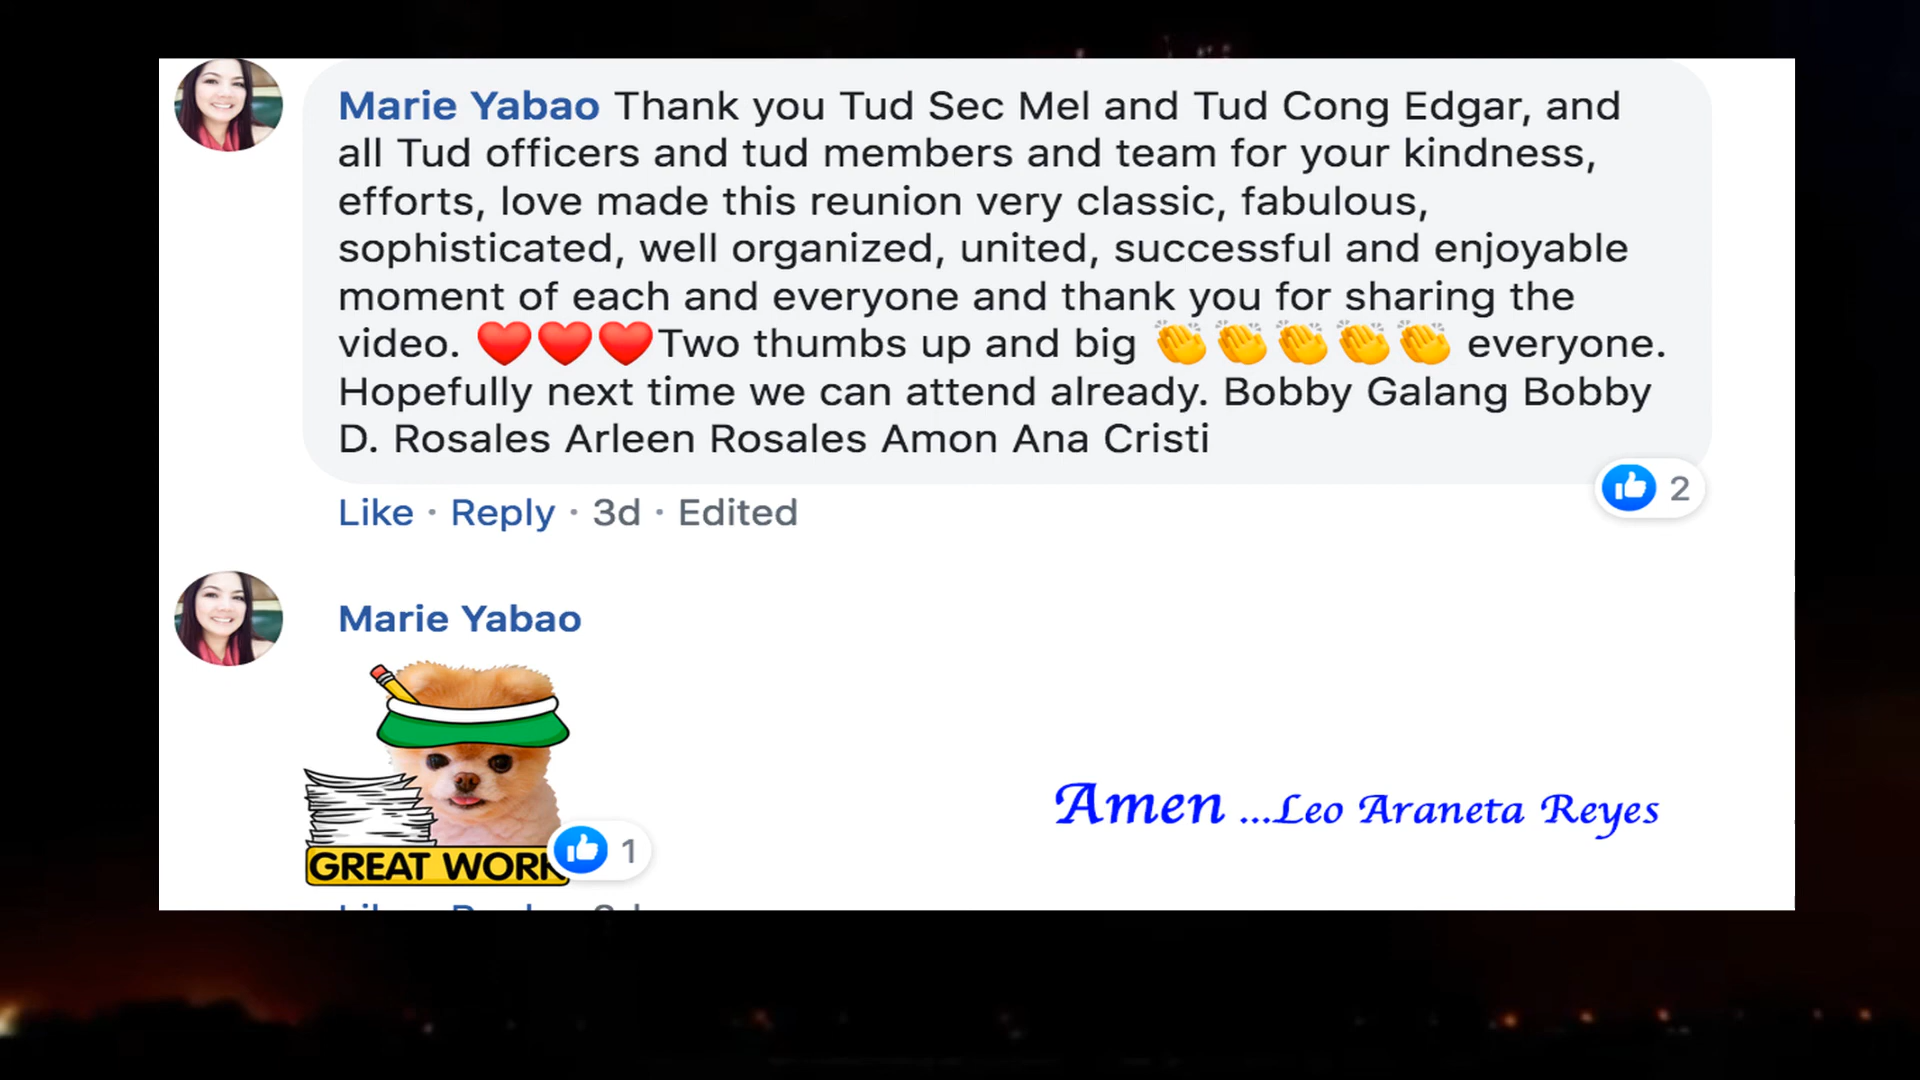 Marie Yabao Thank you Tud Sec Mel and Tud Cong Edgar, and
all Tud officers and tud members and team for your kindness,
efforts, love made this reunion very classic, fabulous,
sophisticated, well organized, united, successful and enjoyable
moment of each and everyone and thank you for sharing the
video. ❤️❤️❤️Two thumbs up and big 👏👏👏👏👏 everyone.
Hopefully next time we can attend already. Bobby Galang Bobby
D. Rosales Arleen Rosales Amon Ana Cristi
2
Like · Reply · 3d · Edited
Marie Yabao
GREAT WORK
1
Amen ...Leo Araneta Reyes